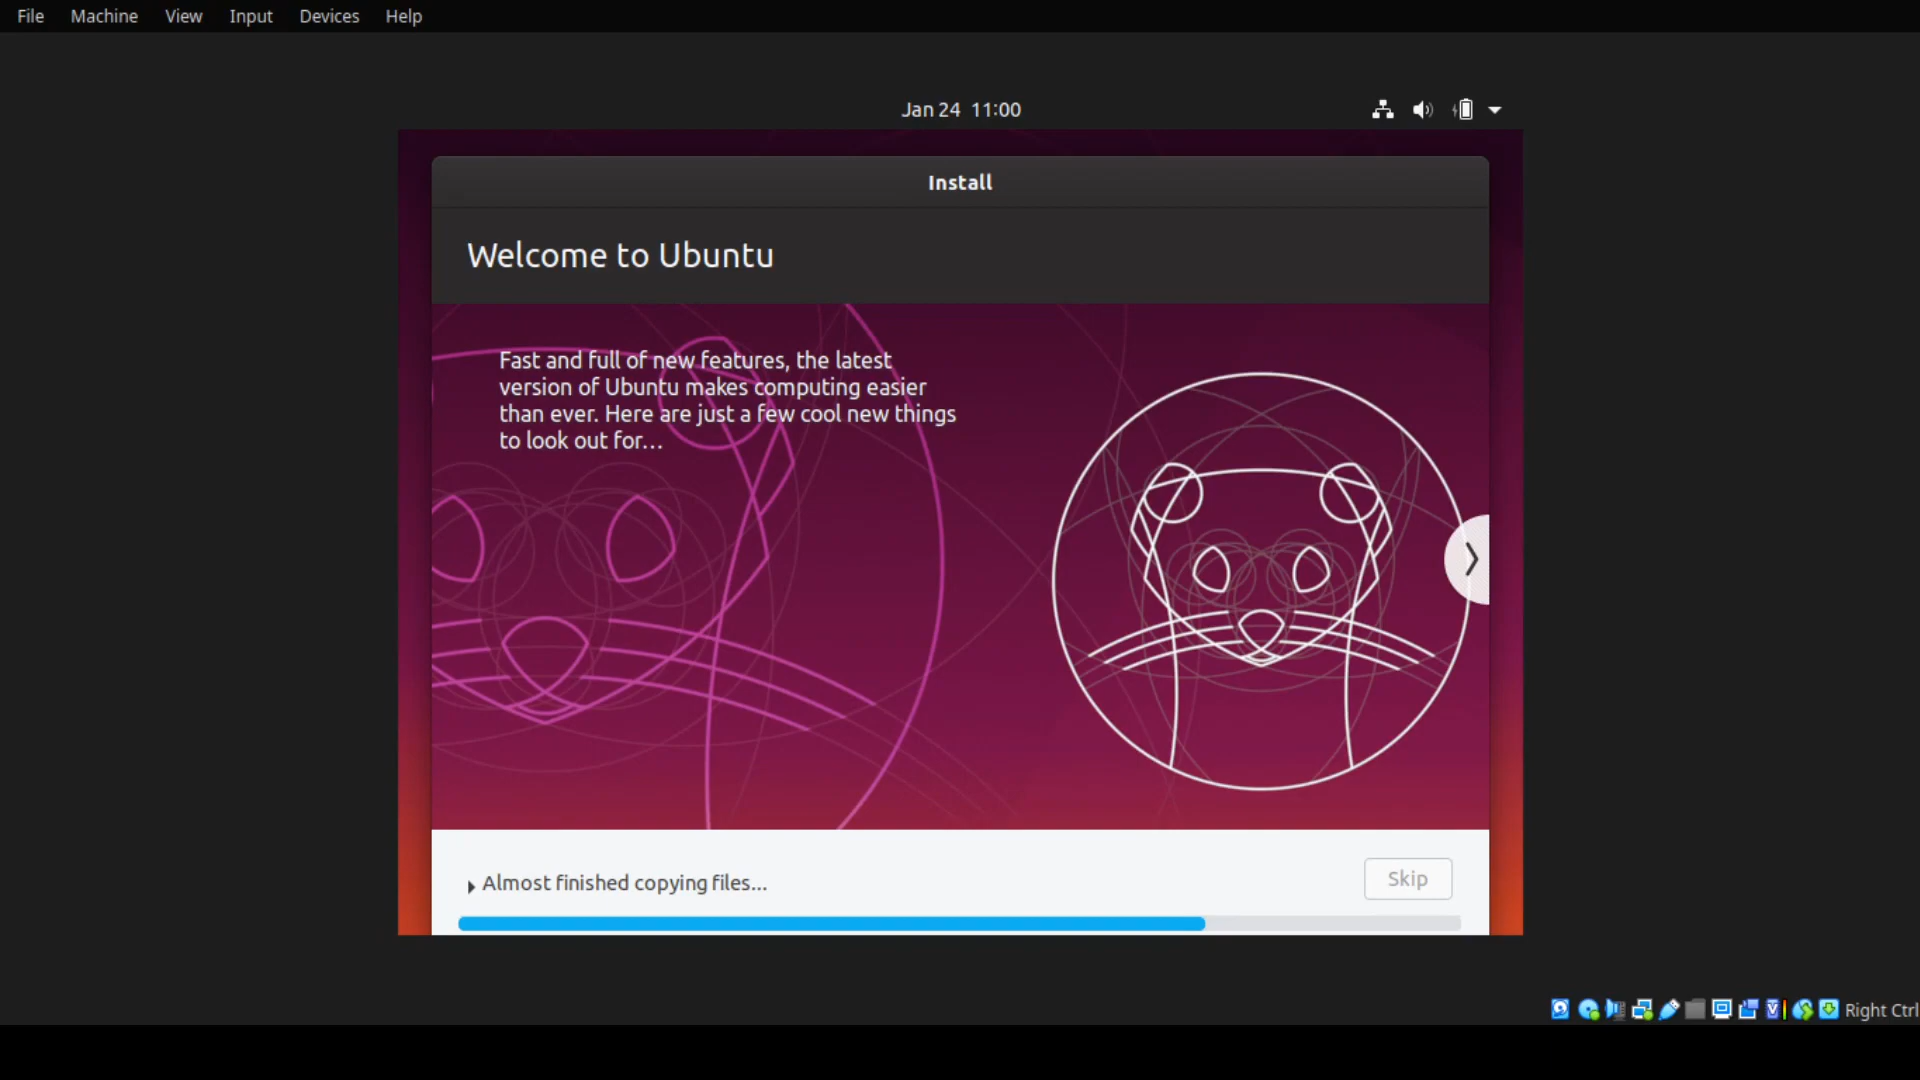 File Machine View Input Devices Help
Jan 24 11:00
Install
Welcome to Ubuntu
Fast and full of new features, the latest
version of Ubuntu makes computing easier
than ever. Here are just a few cool new things
to look out for...
Almost finished copying files...
Skip
Right Ctrl